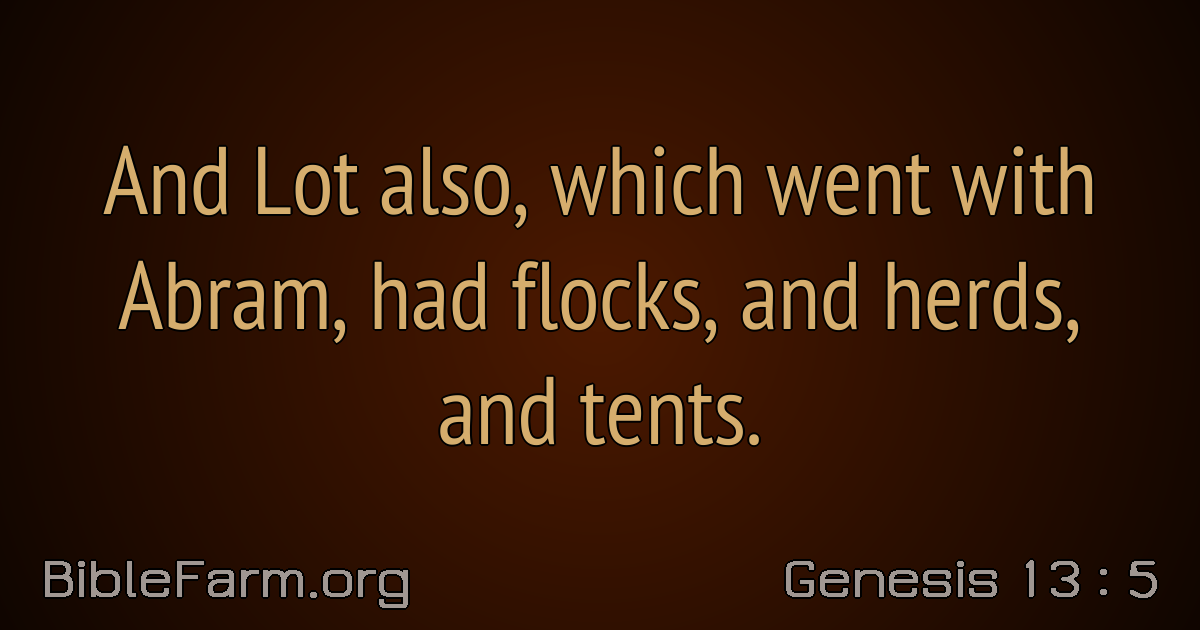 And Lot also, which went with
Abram, had flocks, and herds,
and tents.
BibleFarm.org
Genesis 13 : 5